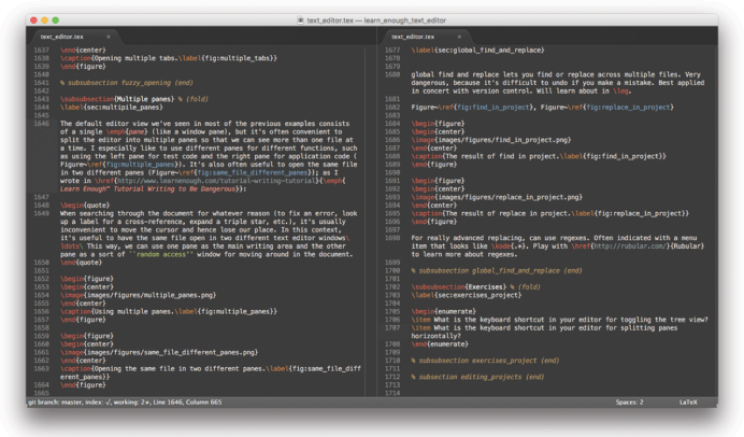 text_editor.tex — learn_enough_text_editor
text_editor.tex ×
1637 \end{center}
1638 \caption{Opening multiple tabs.\label{fig:multiple_tabs}}
1639 \end{figure}
1640
1641 % subsubsection fuzzy_opening (end)
1642
1643 \subsubsection{Multiple panes} % (fold)
1644 \label{sec:multiple_panes}
1645
1646 The default editor view we've seen in most of the previous examples consists
of a single \emph{pane} (like a window pane), but it's often convenient to
split the editor into multiple panes so that we can see more than one file at
a time. I especially like to use different panes for different functions, such
as using the left pane for test code and the right pane for application code (
Figure~\ref{fig:multiple_panes}). It's also often useful to open the same file
in two different panes (Figure~\ref{fig:same_file_different_panes}); as I
wrote in \href{http://www.learnenough.com/tutorial-writing-tutorial}{\emph{
Learn Enough™ Tutorial Writing to Be Dangerous}}:
1647
1648 \begin{quote}
1649 When searching through the document for whatever reason (to fix an error, look
up a label for a cross-reference, expand a triple star, etc.), it's usually
inconvenient to move the cursor and hence lose our place. In this context,
it's useful to have the same file open in two different text editor windows\
ldots\ This way, we can use one pane as the main writing area and the other
pane as a sort of ``random access'' window for moving around in the document.
1650 \end{quote}
1651
1652 \begin{figure}
1653 \begin{center}
1654 \image{images/figures/multiple_panes.png}
1655 \end{center}
1656 \caption{Using multiple panes.\label{fig:multiple_panes}}
1657 \end{figure}
1658
1659 \begin{figure}
1660 \begin{center}
1661 \image{images/figures/same_file_different_panes.png}
1662 \end{center}
1663 \caption{Opening the same file in two different panes.\label{fig:same_file_diff
erent_panes}}
1664 \end{figure}
1665
text_editor.tex ×
1677 \label{sec:global_find_and_replace}
1678
1679
1680 global find and replace lets you find or replace across multiple files. Very
dangerous, because it's difficult to undo if you make a mistake. Best applied
in concert with version control. Will learn about in \leg.
1681
1682 Figure~\ref{fig:find_in_project}, Figure~\ref{fig:replace_in_project}
1683
1684 \begin{figure}
1685 \begin{center}
1686 \image{images/figures/find_in_project.png}
1687 \end{center}
1688 \caption{The result of find in project.\label{fig:find_in_project}}
1689 \end{figure}
1690
1691 \begin{figure}
1692 \begin{center}
1693 \image{images/figures/replace_in_project.png}
1694 \end{center}
1695 \caption{The result of replace in project.\label{fig:replace_in_project}}
1696 \end{figure}
1697
1698 For really advanced replacing, can use regexes. Often indicated with a menu
item that looks like \kode{.*}. Play with \href{http://rubular.com/}{Rubular}
to learn more about regexes.
1699
1700 % subsubsection global_find_and_replace (end)
1701
1702 \subsubsection{Exercises} % (fold)
1703 \label{sec:exercises_project}
1704
1705 \begin{enumerate}
1706 \item What is the keyboard shortcut in your editor for toggling the tree view?
1707 \item What is the keyboard shortcut in your editor for splitting panes
horizontally?
1708 \end{enumerate}
1709
1710 % subsubsection exercises_project (end)
1711
1712 % subsection editing_projects (end)
1713
1714
git branch: master, index: ✓, working: 2≠, Line 1646, Column 665
Spaces: 2 LaTeX